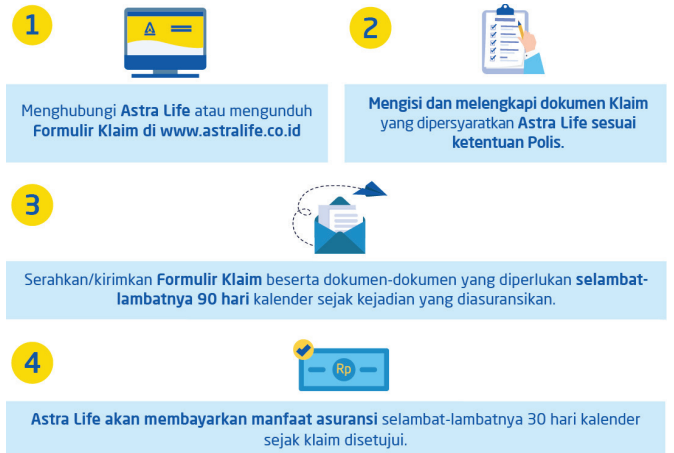 1
2
Menghubungi Astra Life atau mengunduh
Formulir Klaim di www.astralife.co.id
Mengisi dan melengkapi dokumen Klaim
yang dipersyaratkan Astra Life sesuai
ketentuan Polis.
3
Serahkan/kirimkan Formulir Klaim beserta dokumen-dokumen yang diperlukan selambat-
lambatnya 90 hari kalender sejak kejadian yang diasuransikan.
4
Rp
Astra Life akan membayarkan manfaat asuransi selambat-lambatnya 30 hari kalender
sejak klaim disetujui.